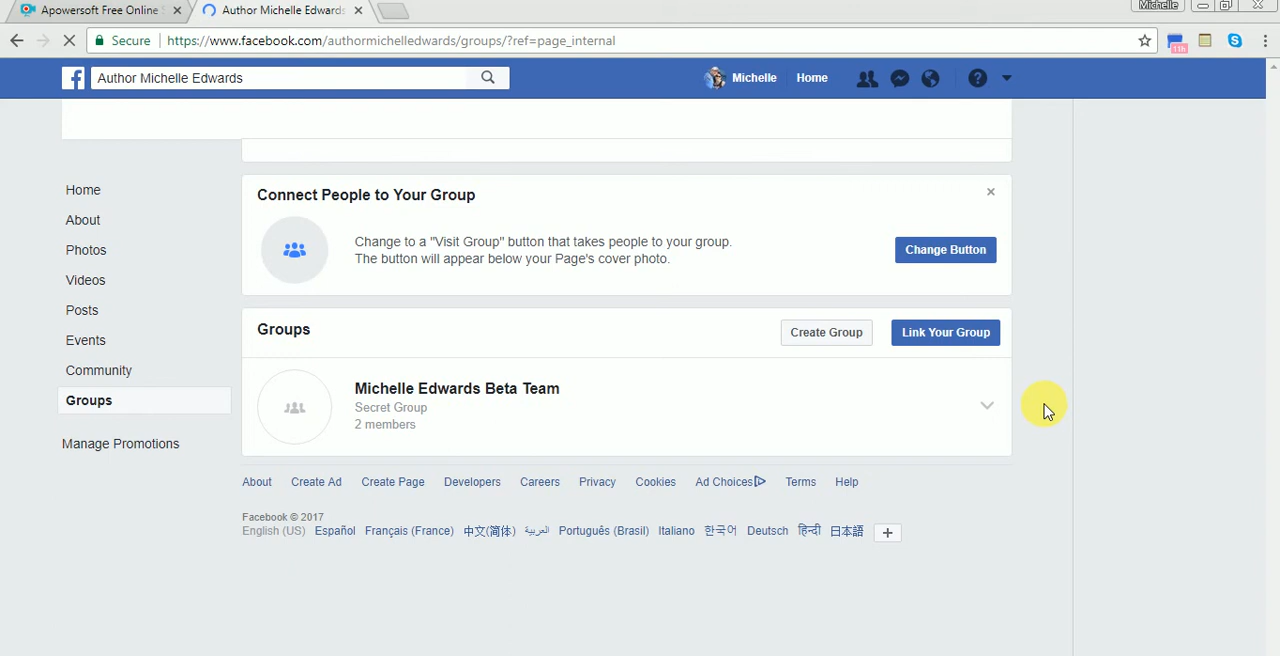 Apowersoft Free Online
Author Michelle Edwards
Michelle
Secure
https://www.facebook.com/authormichelledwards/groups/?ref=page_internal
11h
Author Michelle Edwards
Michelle
Home
Home
About
Photos
Videos
Posts
Events
Community
Groups
Manage Promotions
Connect People to Your Group
Change to a "Visit Group" button that takes people to your group.
The button will appear below your Page's cover photo.
Change Button
Groups
Create Group
Link Your Group
Michelle Edwards Beta Team
Secret Group
2 members
About Create Ad Create Page Developers Careers Privacy Cookies Ad Choices Terms Help
Facebook © 2017
English (US) Español Français (France) 中文(简体) العربية Português (Brasil) Italiano 한국어 Deutsch हिन्दी 日本語